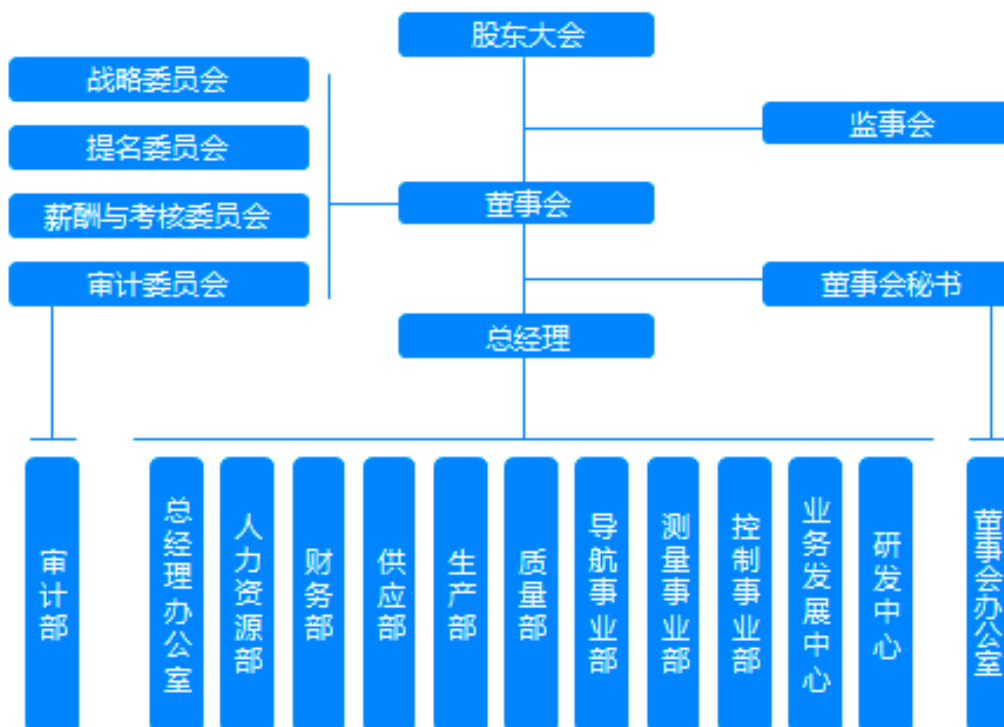 股东大会
战略委员会
监事会
提名委员会
董事会
薪酬与考核委员会
审计委员会
董事会秘书
总经理
审计部
总经理办公室
人力资源部
财务部
供应部
生产部
质量部
导航事业部
测量事业部
控制事业部
业务发展中心
研发中心
董事会办公室